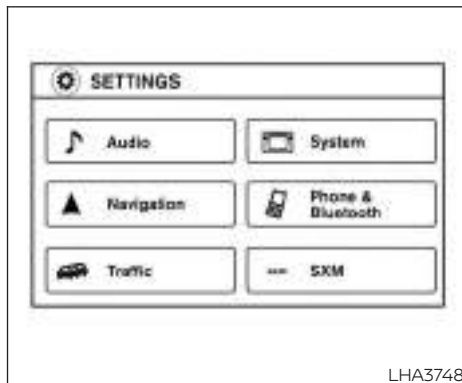 SETTINGS
Audio
System
Navigation
Phone &
Bluetooth
Traffic
SXM
LHA3748